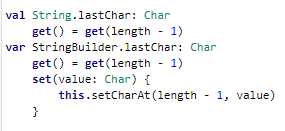 val String.lastChar: Char
    get() = get(length - 1)
var StringBuilder.lastChar: Char
    get() = get(length - 1)
    set(value: Char) {
        this.setCharAt(length - 1, value)
    }